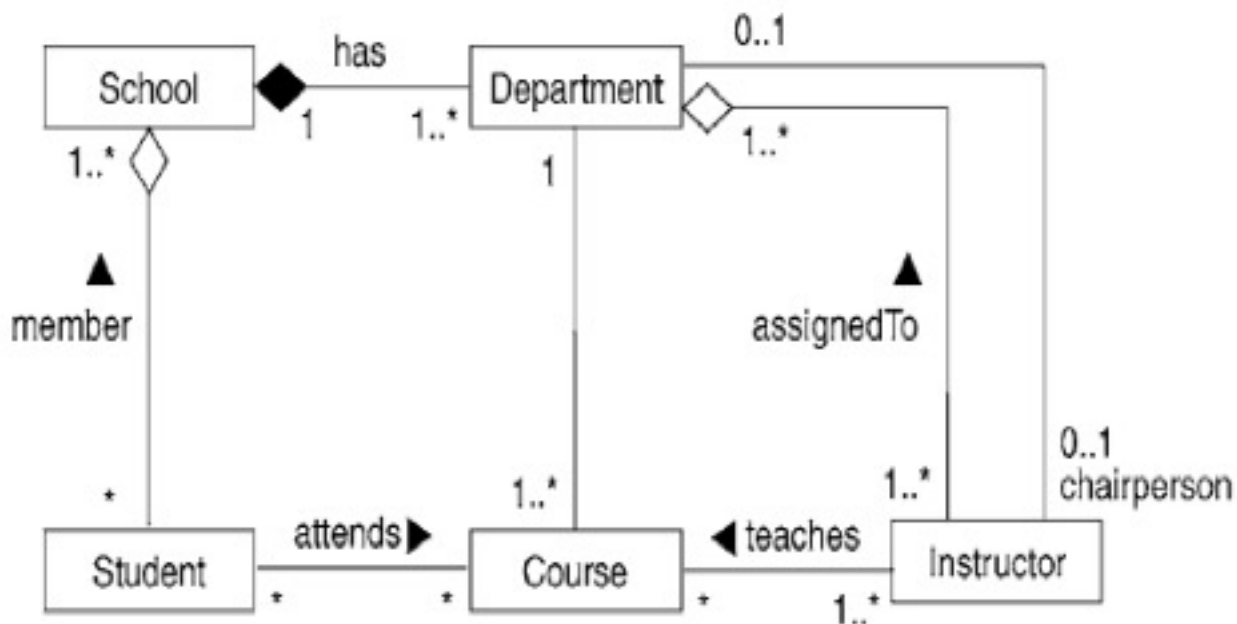 has
0..1
School
Department
1
1..*
1..*
1..*
1
member
assignedTo
0..1
chairperson
*
1..*
1..*
attends
teaches
Student
Course
Instructor
*
*
*
1..*